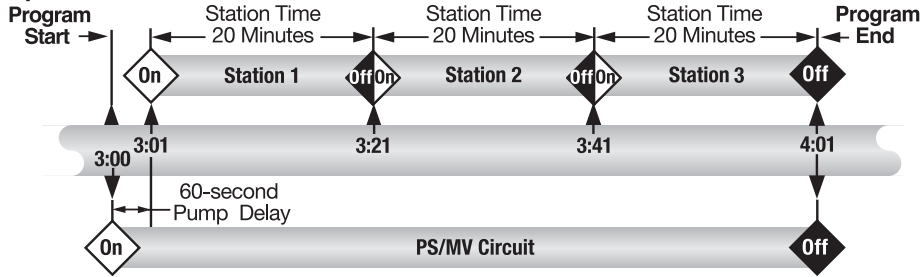 Program Start
Station Time
20 Minutes
Station Time
20 Minutes
Station Time
20 Minutes
Program End
On
Station 1
Off On
Station 2
Off On
Station 3
Off
3:00
3:01
3:21
3:41
4:01
60-second
Pump Delay
On
PS/MV Circuit
Off